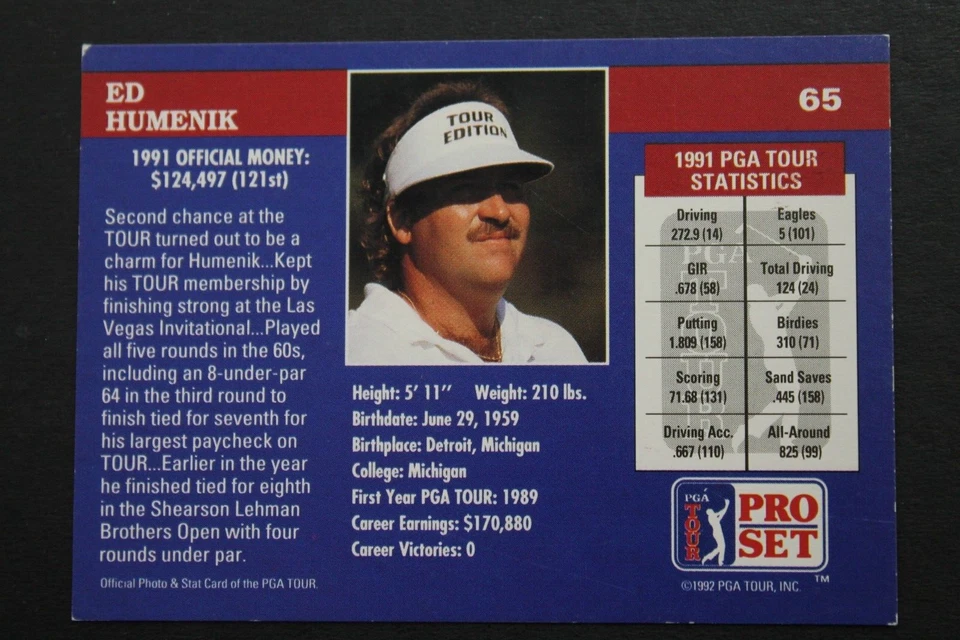 ED
HUMENIK
65
1991 OFFICIAL MONEY:
$124,497 (121st)
Second chance at the
TOUR turned out to be a
charm for Humenik...Kept
his TOUR membership by
finishing strong at the Las
Vegas Invitational...Played
all five rounds in the 60s,
including an 8-under-par
64 in the third round to
finish tied for seventh for
his largest paycheck on
TOUR...Earlier in the year
he finished tied for eighth
in the Shearson Lehman
Brothers Open with four
rounds under par.
Official Photo & Stat Card of the PGA TOUR.
TOUR
EDITION
Height: 5' 11" Weight: 210 lbs.
Birthdate: June 29, 1959
Birthplace: Detroit, Michigan
College: Michigan
First Year PGA TOUR: 1989
Career Earnings: $170,880
Career Victories: 0
1991 PGA TOUR
STATISTICS
PGA
TOUR
Driving
272.9 (14)
Eagles
5 (101)
GIR
.678 (58)
Total Driving
124 (24)
Putting
1.809 (158)
Birdies
310 (71)
Scoring
71.68 (131)
Sand Saves
.445 (158)
Driving Acc.
.667 (110)
All-Around
825 (99)
PGA
TOUR
PRO
SET
TM
©1992 PGA TOUR, INC.